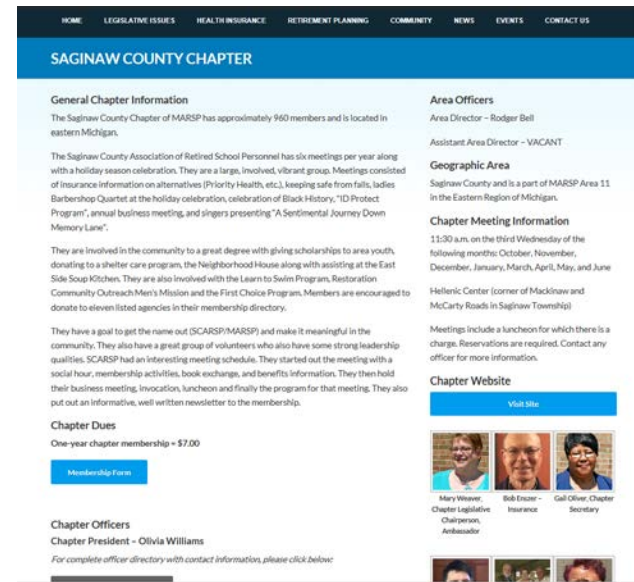 HOME LEGISLATIVE ISSUES HEALTH INSURANCE RETIREMENT PLANNING COMMUNITY NEWS EVENTS CONTACT US
SAGINAW COUNTY CHAPTER
General Chapter Information
The Saginaw County Chapter of MARSP has approximately 960 members and is located in
eastern Michigan.
The Saginaw County Association of Retired School Personnel has six meetings per year along
with a holiday season celebration. They are a large, involved, vibrant group. Meetings consisted
of insurance information on alternatives (Priority Health, etc.), keeping safe from falls, ladies
Barbershop Quartet at the holiday celebration, celebration of Black History, "ID Protect
Program", annual business meeting, and singers presenting "A Sentimental Journey Down
Memory Lane".
They are involved in the community to a great degree with giving scholarships to area youth,
donating to a shelter care program, the Neighborhood House along with assisting at the East
Side Soup Kitchen. They are also involved with the Learn to Swim Program, Restoration
Community Outreach Men's Mission and the First Choice Program. Members are encouraged to
donate to eleven listed agencies in their membership directory.
They have a goal to get the name out (SCARSP/MARSP) and make it meaningful in the
community. They also have a great group of volunteers who also have some strong leadership
qualities. SCARSP had an interesting meeting schedule. They started out the meeting with a
social hour, membership activities, book exchange, and benefits information. They then hold
their business meeting, invocation, luncheon and finally the program for that meeting. They also
put out an informative, well written newsletter to the membership.
Chapter Dues
One-year chapter membership = $7.00
Membership Form
Chapter Officers
Chapter President – Olivia Williams
For complete officer directory with contact information, please click below:
Area Officers
Area Director – Rodger Bell
Assistant Area Director – VACANT
Geographic Area
Saginaw County and is a part of MARSP Area 11
in the Eastern Region of Michigan.
Chapter Meeting Information
11:30 a.m. on the third Wednesday of the
following months: October, November,
December, January, March, April, May, and June
Hellenic Center (corner of Mackinaw and
McCarty Roads in Saginaw Township)
Meetings include a luncheon for which there is a
charge. Reservations are required. Contact any
officer for more information.
Chapter Website
Visit Site
Mary Weaver,
Chapter Legislative
Chairperson,
Ambassador
Bob Enszer –
Insurance
Gail Oliver, Chapter
Secretary